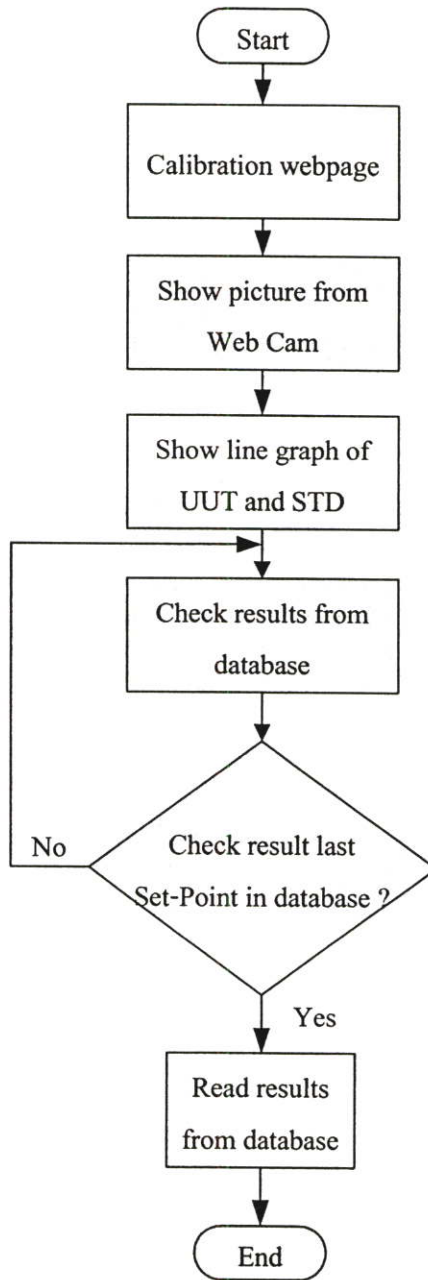 Start
Calibration webpage
Show picture from
Web Cam
Show line graph of
UUT and STD
Check results from
database
No
Check result last
Set-Point in database ?
Yes
Read results
from database
End